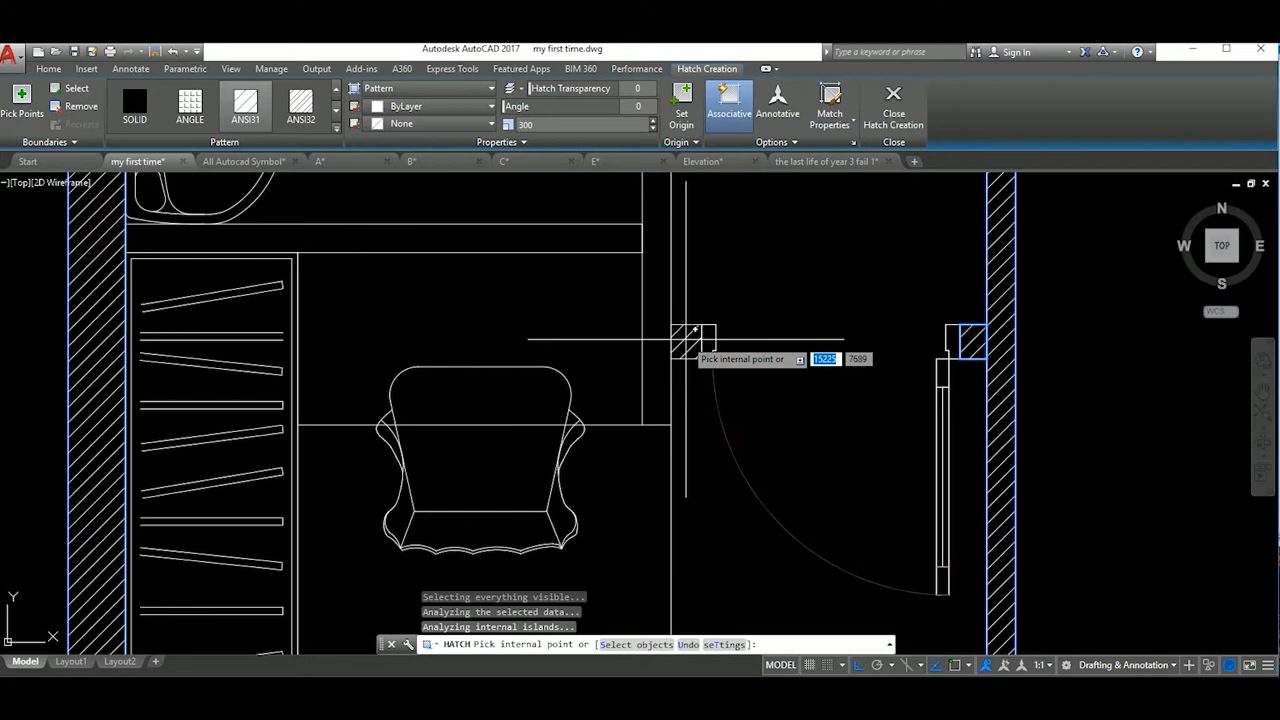 Autodesk AutoCAD 2017 my first time.dwg
Type a keyword or phrase
Sign In
Home Insert Annotate Parametric View Manage Output Add-ins A360 Express Tools Featured Apps BIM 360 Performance Hatch Creation
Pick Points
Select
Remove
Recreate
Boundaries
SOLID
ANGLE
ANSI31
ANSI32
Pattern
Pattern
ByLayer
None
Hatch Transparency 0
Angle 0
300
Properties
Set
Origin
Origin
Associative
Annotative
Match
Properties
Options
Close
Hatch Creation
Close
Start my first time* All Autocad Symbol* A* B* C* E* Elevation* the last life of year 3 fail 1*
–][Top][2D Wireframe]
N
W TOP E
S
WCS
Pick internal point or 15225 7689
Selecting everything visible...
Analyzing the selected data...
Analyzing internal islands...
Y
X
HATCH Pick internal point or [Select objects Undo seTtings]:
Model Layout1 Layout2 +
MODEL 1:1 Drafting & Annotation